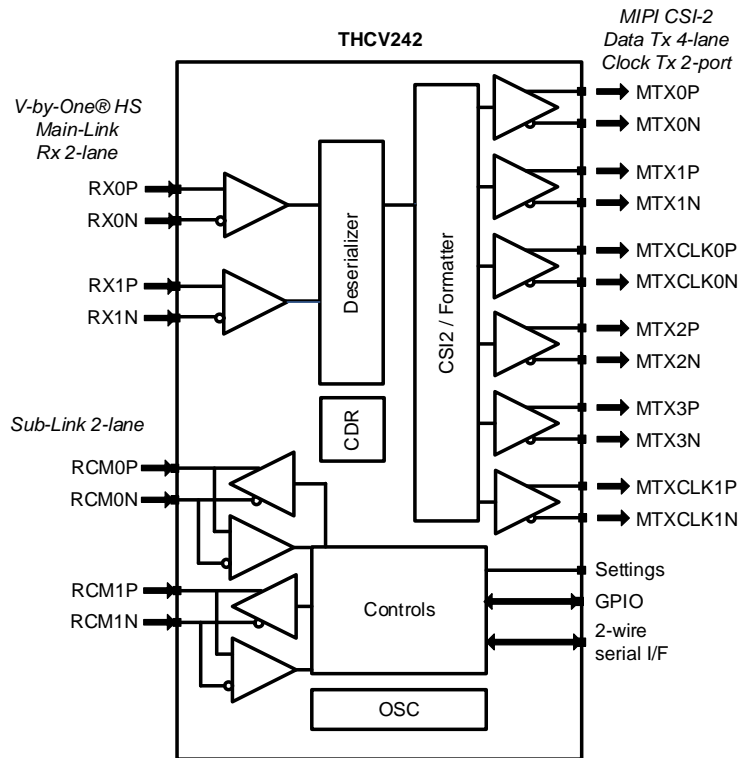 THCV242
V-by-One® HS
Main-Link
Rx 2-lane
RX0P
RX0N
RX1P
RX1N
Sub-Link 2-lane
RCM0P
RCM0N
RCM1P
RCM1N
Deserializer
CDR
CSI2 / Formatter
Controls
OSC
MIPI CSI-2
Data Tx 4-lane
Clock Tx 2-port
MTX0P
MTX0N
MTX1P
MTX1N
MTXCLK0P
MTXCLK0N
MTX2P
MTX2N
MTX3P
MTX3N
MTXCLK1P
MTXCLK1N
Settings
GPIO
2-wire
serial I/F